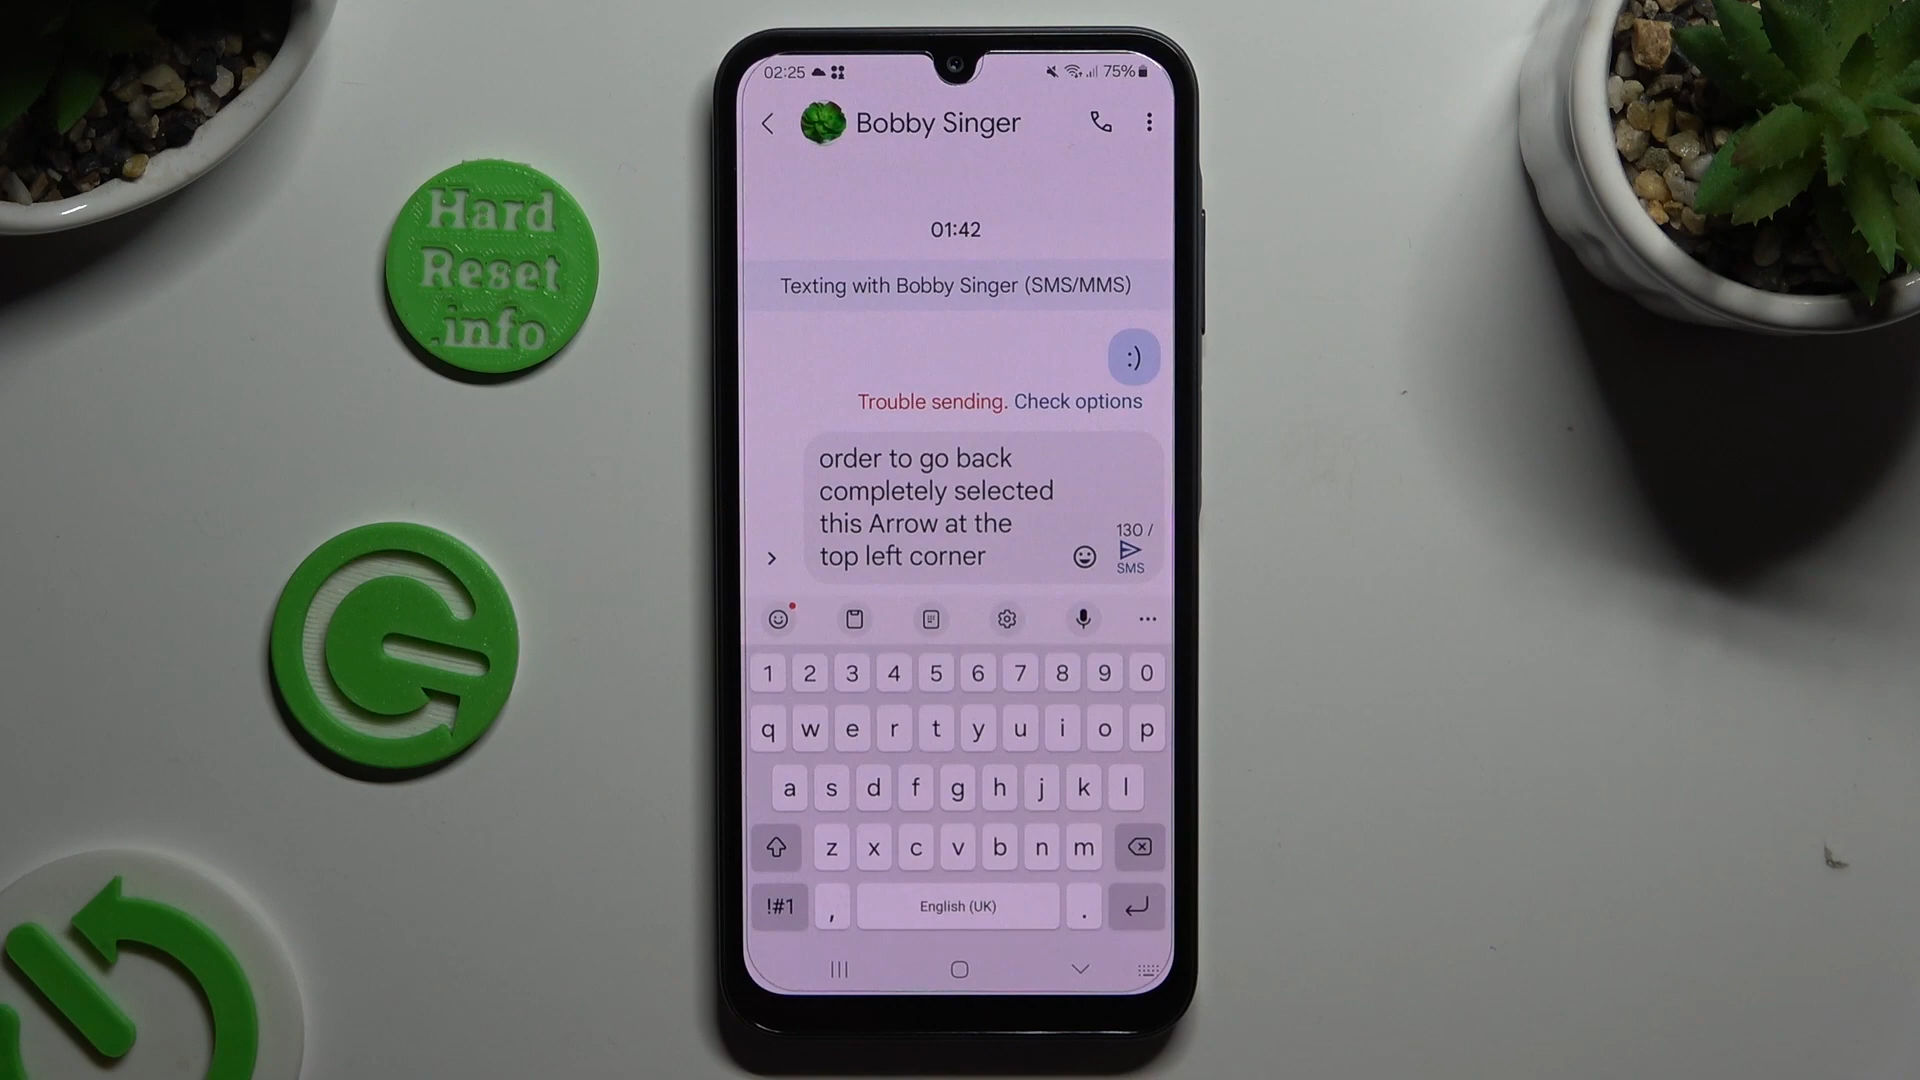 Hard
Reset
.info
02:25
75%
Bobby Singer
01:42
Texting with Bobby Singer (SMS/MMS)
:)
Trouble sending. Check options
order to go back
completely selected
this Arrow at the
top left corner
130 /
SMS
1 2 3 4 5 6 7 8 9 0
q w e r t y u i o p
a s d f g h j k l
z x c v b n m
!#1 , English (UK) .